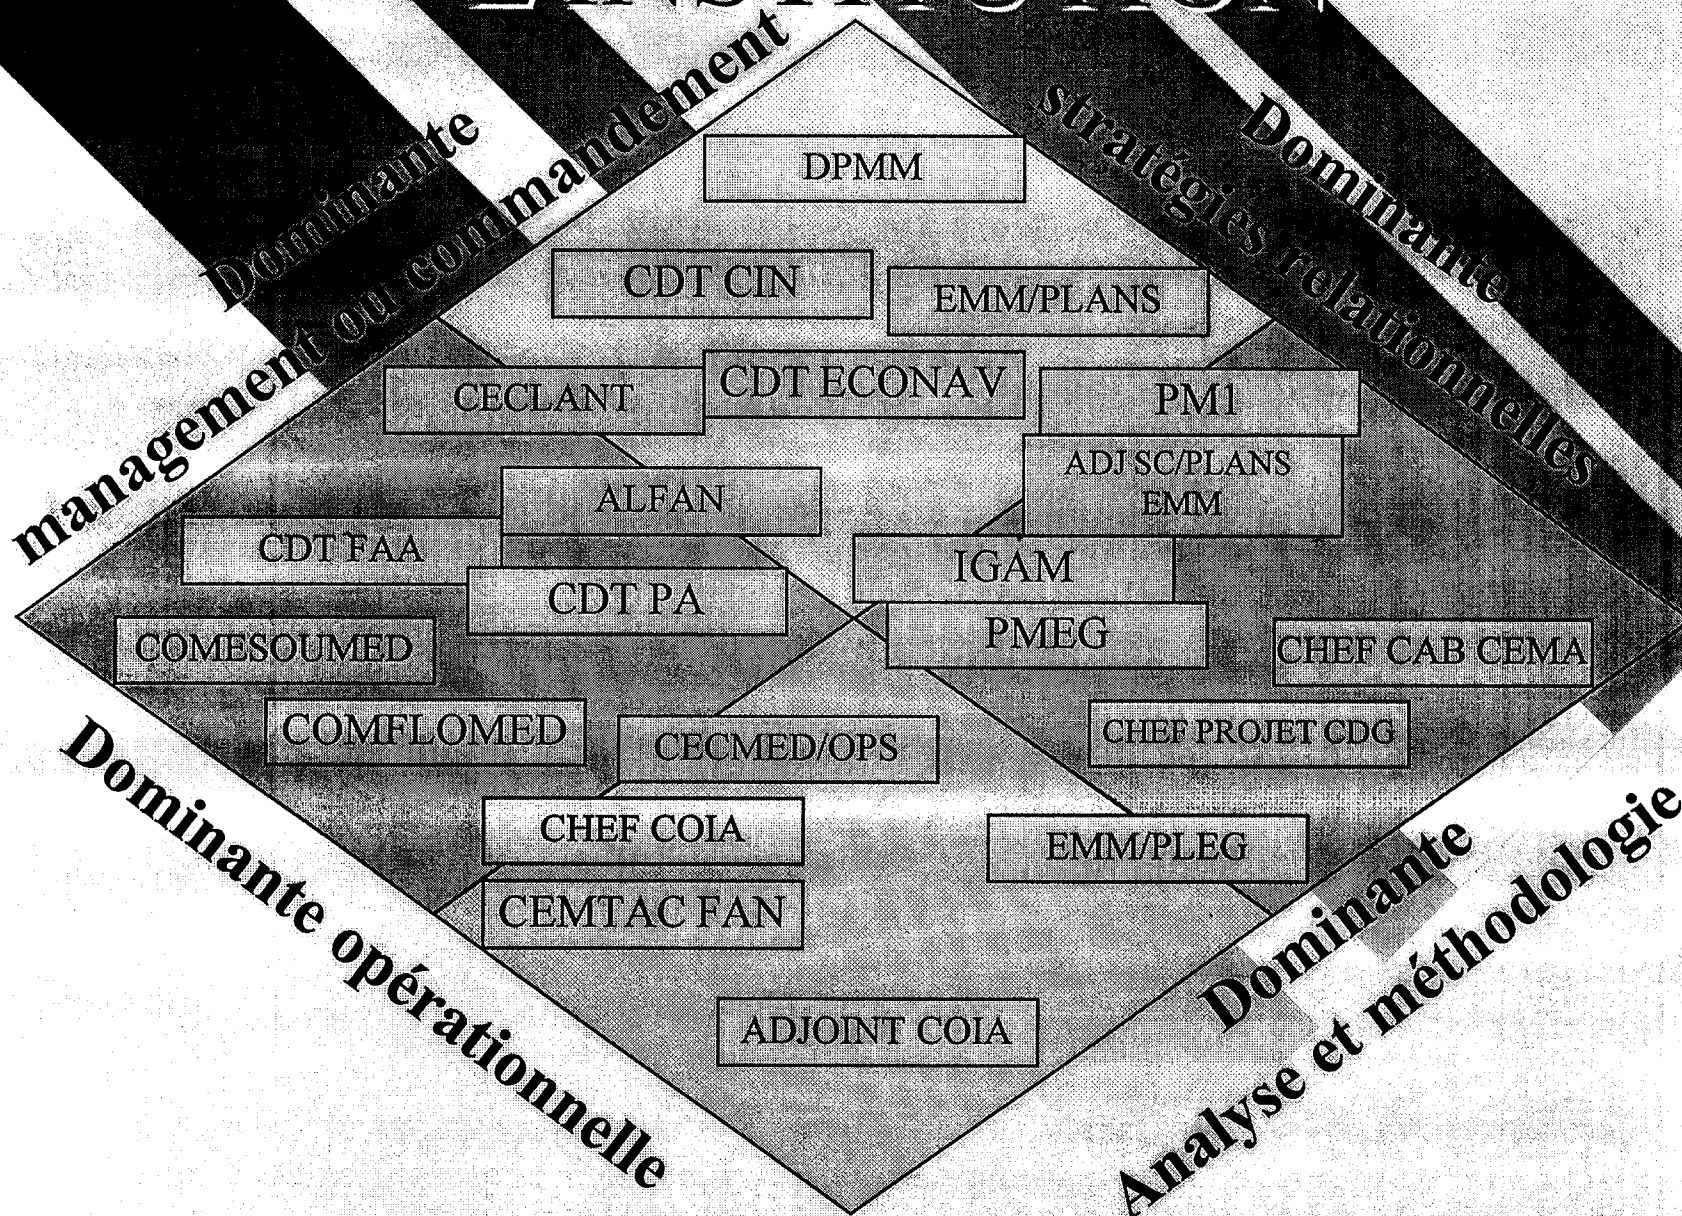 Dominante
management ou commandement
Dominante
stratégies relationnelles
DPMM
CDT CIN
EMM/PLANS
CECLANT
CDT ECONAV
PM1
ADJ SC/PLANS
EMM
ALFAN
CDT FAA
IGAM
CDT PA
PMEG
COMESOUMED
CHEF CAB CEMA
COMFLOMED
CECMED/OPS
CHEF PROJET CDG
CHEF COIA
EMM/PLEG
CEMTAC FAN
ADJOINT COIA
Dominante opérationnelle
Dominante
Analyse et méthodologie